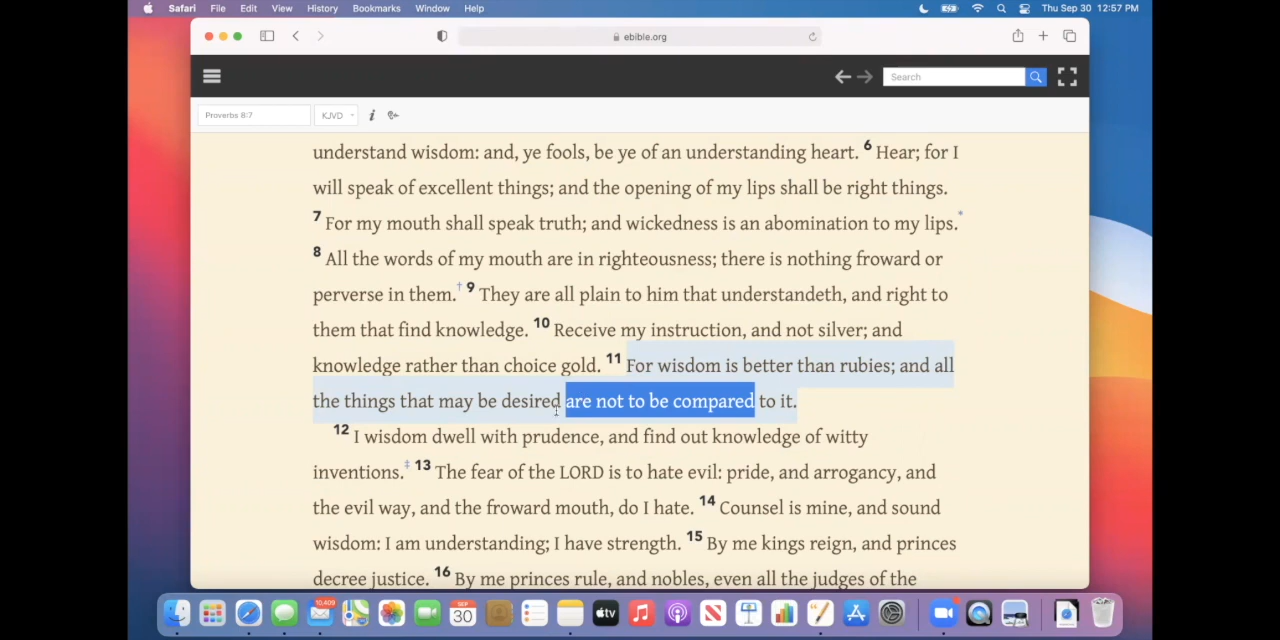 Safari File Edit View History Bookmarks Window Help Thu Sep 30 12:57 PM
ebible.org
Search
Proverbs 8:7 KJVD i
understand wisdom: and, ye fools, be ye of an understanding heart. 6 Hear; for I
will speak of excellent things; and the opening of my lips shall be right things.
7 For my mouth shall speak truth; and wickedness is an abomination to my lips.*
8 All the words of my mouth are in righteousness; there is nothing froward or
perverse in them.† 9 They are all plain to him that understandeth, and right to
them that find knowledge. 10 Receive my instruction, and not silver; and
knowledge rather than choice gold. 11 For wisdom is better than rubies; and all
the things that may be desired are not to be compared to it.
12 I wisdom dwell with prudence, and find out knowledge of witty
inventions.‡ 13 The fear of the LORD is to hate evil: pride, and arrogancy, and
the evil way, and the froward mouth, do I hate. 14 Counsel is mine, and sound
wisdom: I am understanding; I have strength. 15 By me kings reign, and princes
decree justice. 16 By me princes rule, and nobles, even all the judges of the
10,409
SEP
30
tv